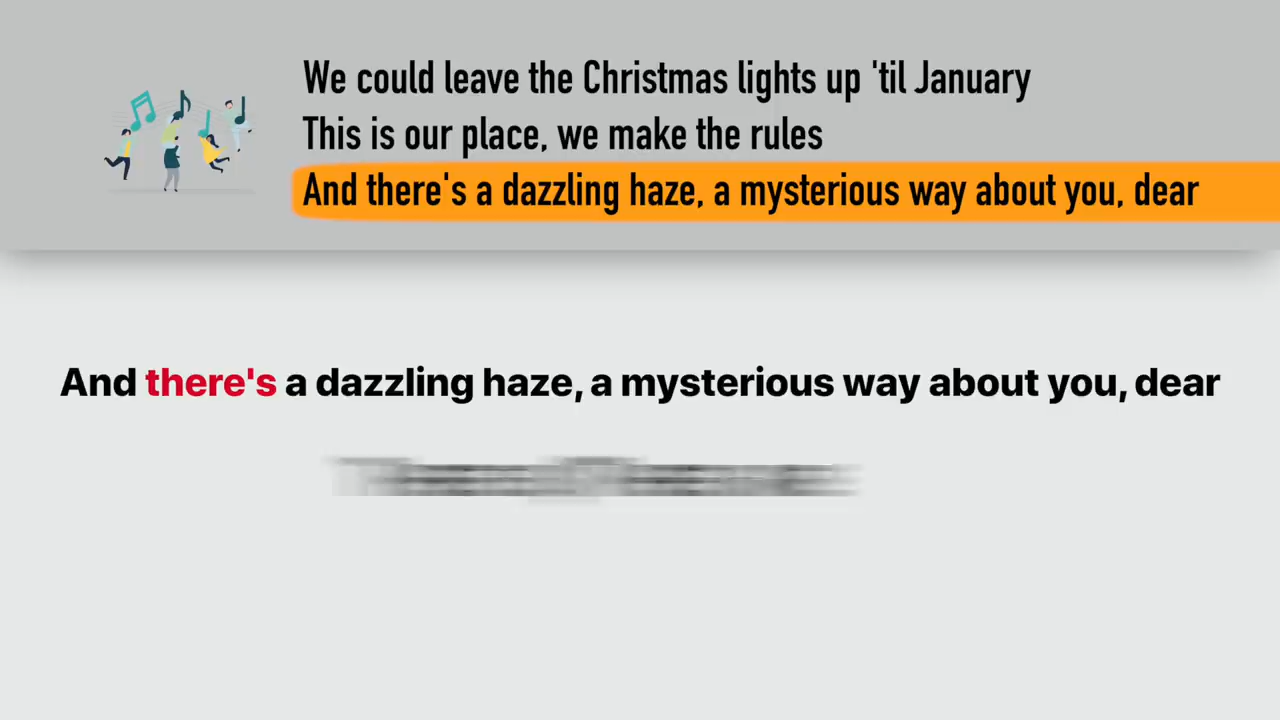 We could leave the Christmas lights up 'til January
This is our place, we make the rules
And there's a dazzling haze, a mysterious way about you, dear
And there's a dazzling haze, a mysterious way about you, dear